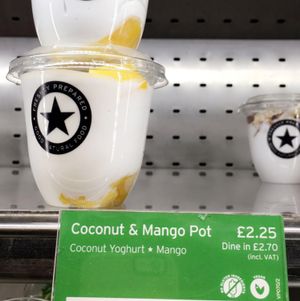 FRESHLY PREPARED
GOOD NATURAL FOOD
Coconut & Mango Pot
£2.25
Coconut Yoghurt ★ Mango
Dine in £2.70
(incl. VAT)